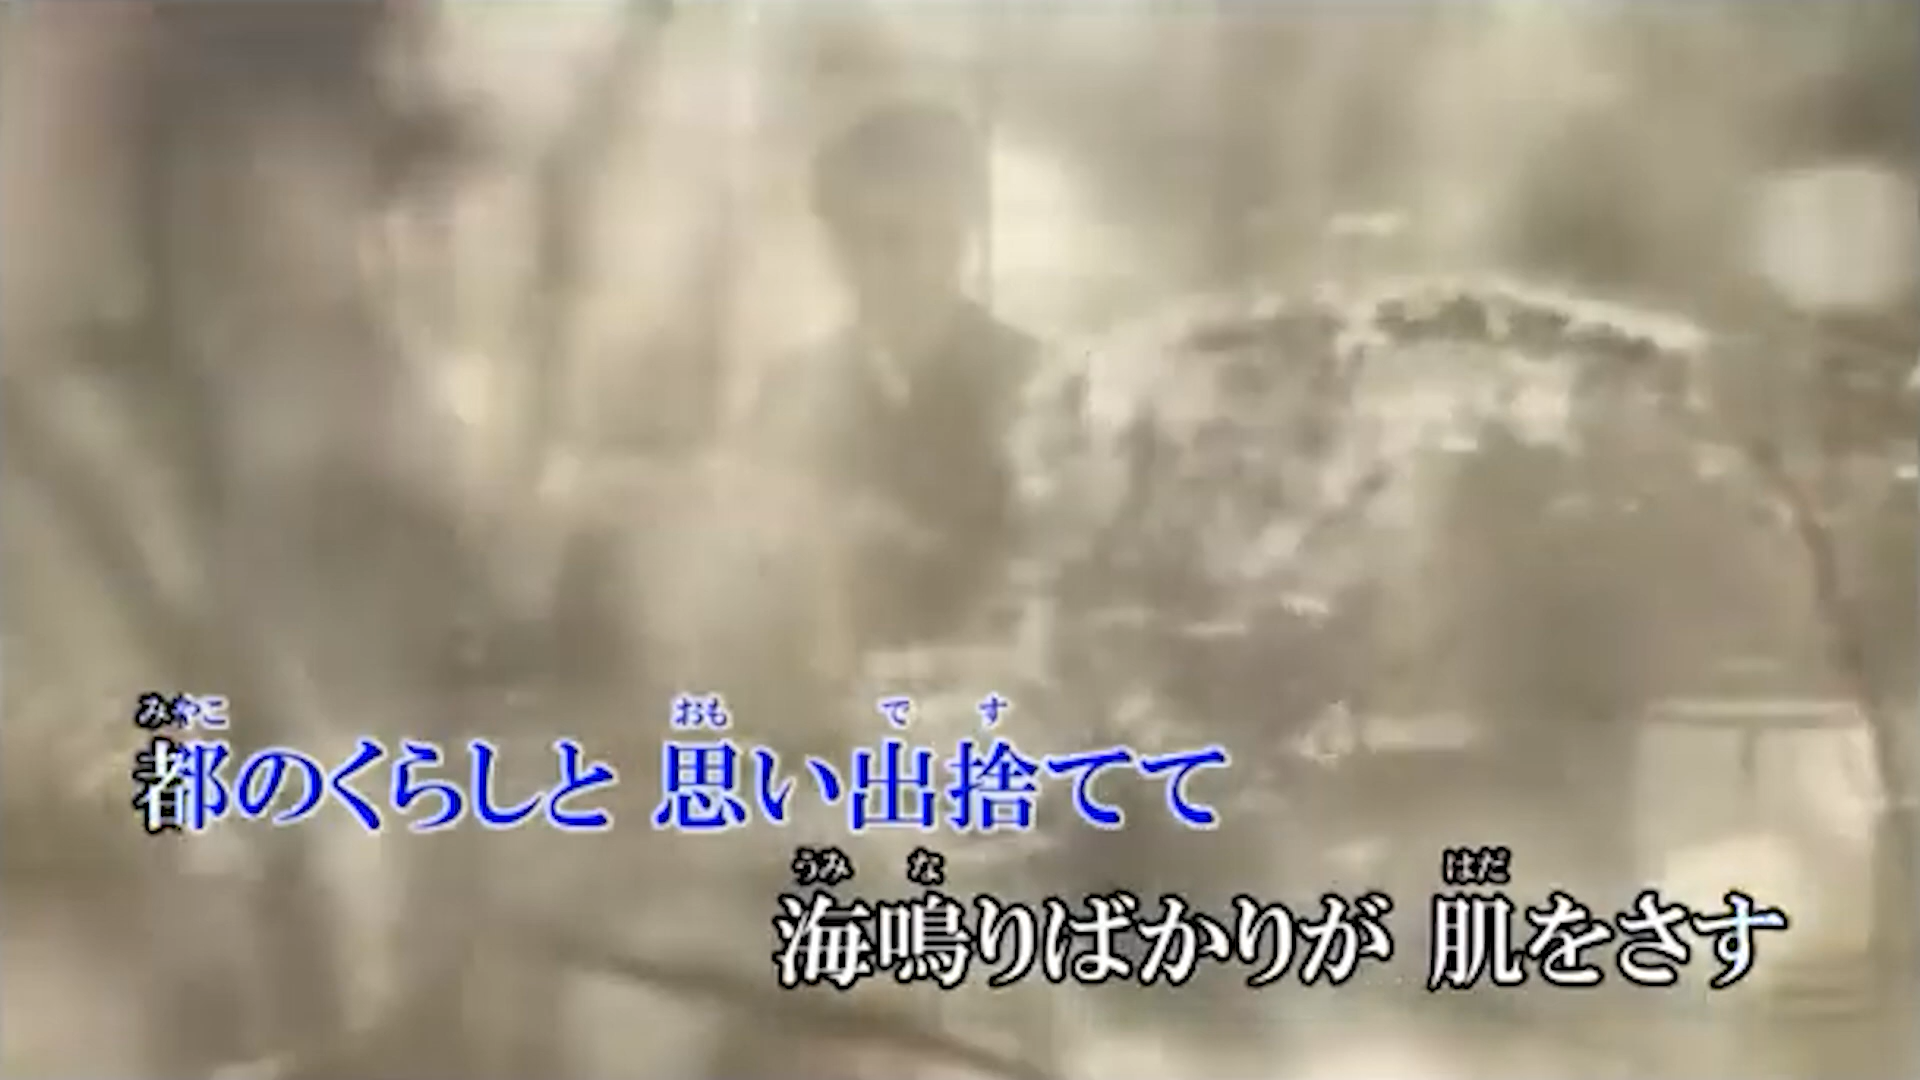 みやこ おも で す
都のくらしと 思い出捨てて
うみ な はだ
海鳴りばかりが 肌をさす